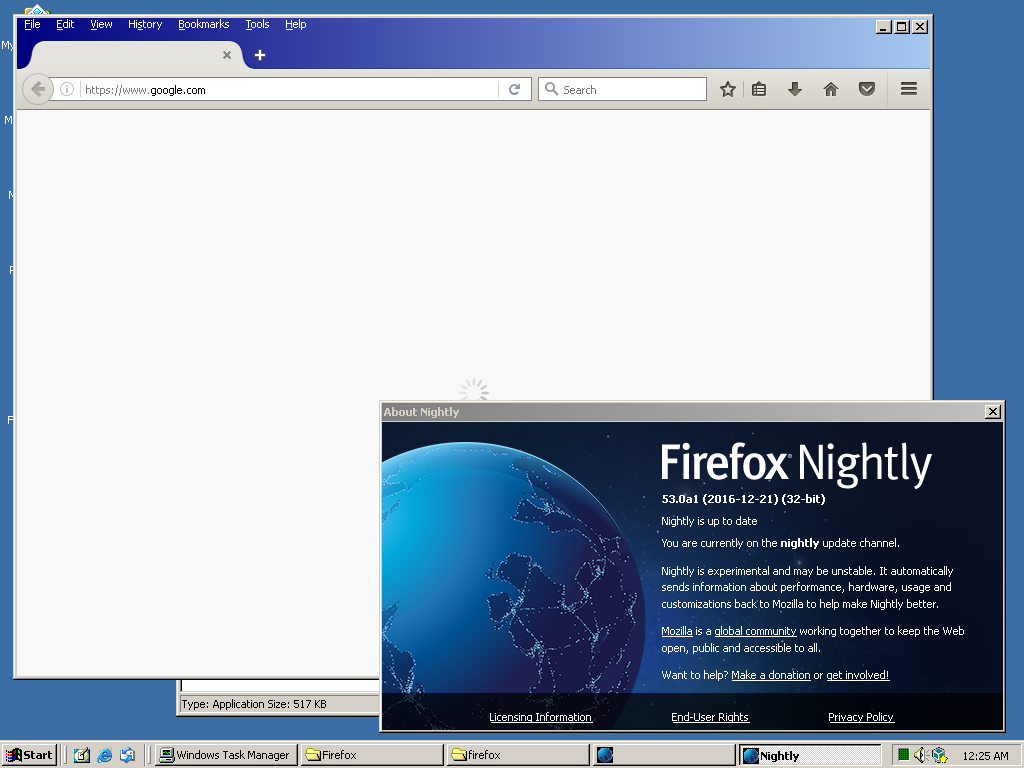 File Edit View History Bookmarks Tools Help
My
https://www.google.com
Search
M
N
F
F
About Nightly
Firefox Nightly
53.0a1 (2016-12-21) (32-bit)
Nightly is up to date
You are currently on the nightly update channel.
Nightly is experimental and may be unstable. It automatically
sends information about performance, hardware, usage and
customizations back to Mozilla to help make Nightly better.
Mozilla is a global community working together to keep the Web
open, public and accessible to all.
Want to help? Make a donation or get involved!
Type: Application Size: 517 KB
Licensing Information End-User Rights Privacy Policy
Start Windows Task Manager Firefox firefox Nightly 12:25 AM